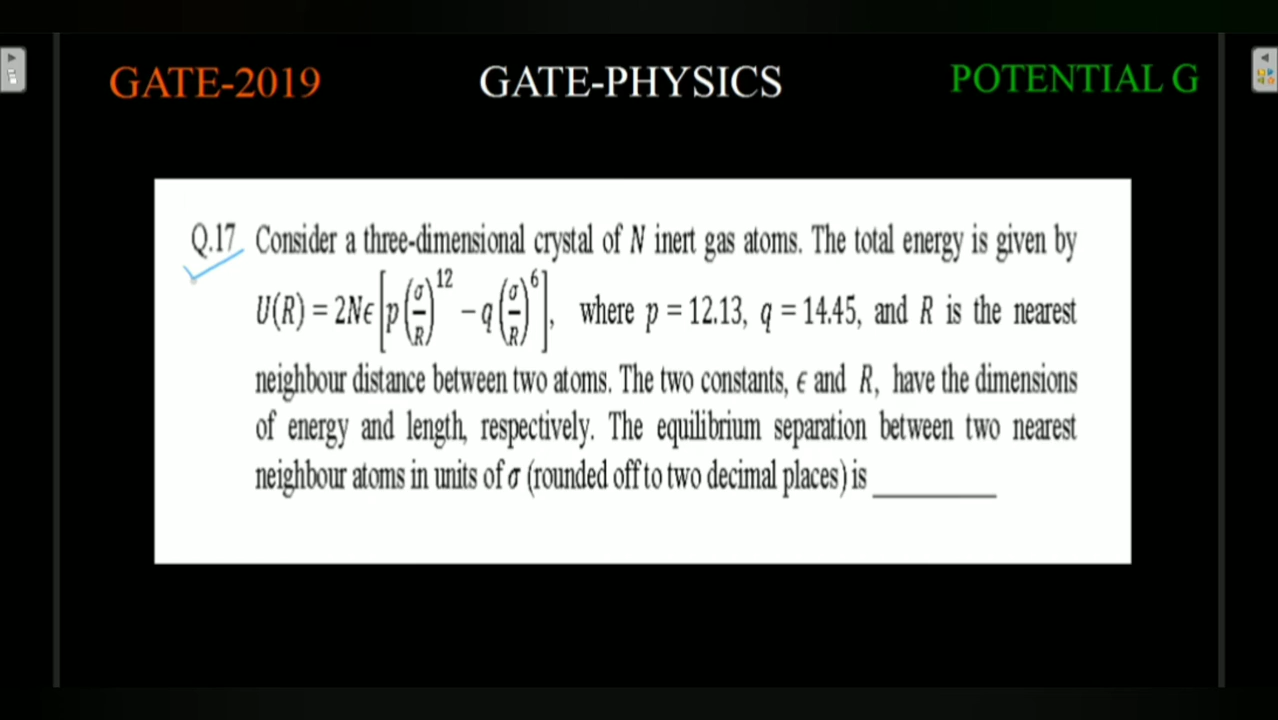 GATE-2019 GATE-PHYSICS POTENTIAL G
Q.17 Consider a three-dimensional crystal of N inert gas atoms. The total energy is given by
U(R) = 2Nϵ[p(σ/R)^12 − q(σ/R)^6], where p = 12.13, q = 14.45, and R is the nearest
neighbour distance between two atoms. The two constants, ϵ and R, have the dimensions
of energy and length, respectively. The equilibrium separation between two nearest
neighbour atoms in units of σ (rounded off to two decimal places) is __________